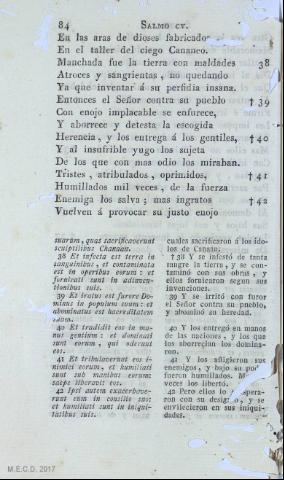 84 SALMO CV.
En las aras de dioses fabricados
En el taller del ciego Cananeo.
Manchada fue la tierra con maldades 38
Atroces y sangrientas, no quedando
Ya que inventar á su perfidia insana.
Entonces el Señor contra su pueblo † 39
Con enojo implacable se enfurece,
Y aborrece y detesta la escogida
Herencia, y los entrega á los gentiles, † 40
Y al insufrible yugo los sujeta
De los que con mas odio los miraban.
Tristes, atribulados, oprimidos, † 41
Humillados mil veces, de la fuerza
Enemiga los salva; mas ingratos † 42
Vuelven á provocar su justo enojo
suarum, quas sacrificaverunt
sculptilibus Chanaan.
38 Et infecta est terra in
sanguinibus, et contaminata
est in operibus eorum: et
fornicati sunt in adinven-
tionibus suis.
39 Et iratus est furore Do-
minus in populum suum: et
abominatus est haereditatem
suam.
40 Et tradidit eos in ma-
nus gentium: et dominati
sunt eorum, qui oderunt
eos.
41 Et tribulaverunt eos i-
nimici eorum, et humiliati
sunt sub manibus eorum:
saepe liberavit eos.
42 Ipsi autem exacerbave-
runt eum in consilio suo:
et humiliati sunt in iniqui-
tatibus suis.
cuales sacrificaron á los ído-
los de Canaan.
† 38 Y se infestó de tanta
sangre la tierra, y se con-
taminó con sus obras, y
ellos fornicaron segun sus
invenciones.
39 Y se irritó con furor
el Señor contra su pueblo,
y abominó su heredad.
40 Y los entregó en manos
de las naciones, y los que
los aborrecian los domina-
ron.
41 Y los afligieron sus
enemigos, y bajo su pod
fueron humillados. M
veces los libertó.
42 Pero ellos lo spera-
ron con su designio, y se
envilecieron en sus iniqui-
dades.
M.E.C.D. 2017